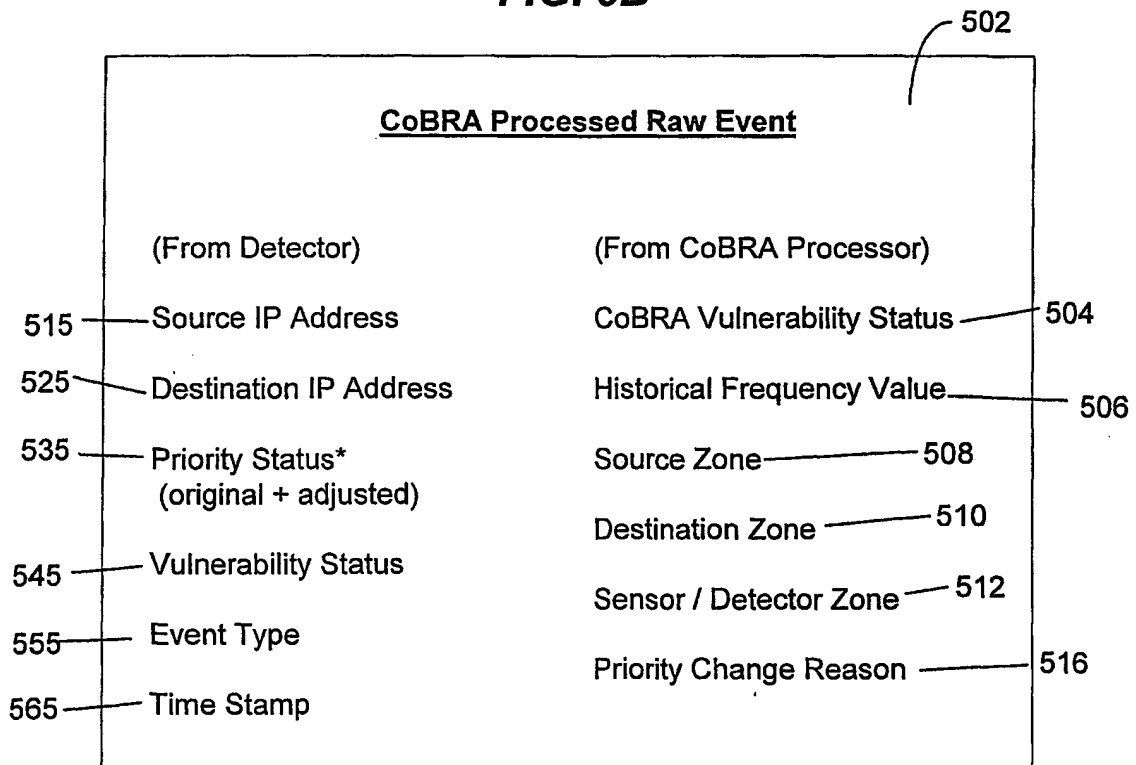 502
CoBRA Processed Raw Event
(From Detector) (From CoBRA Processor)
515 Source IP Address CoBRA Vulnerability Status 504
525 Destination IP Address Historical Frequency Value 506
535 Priority Status* Source Zone 508
(original + adjusted)
Destination Zone 510
545 Vulnerability Status
Sensor / Detector Zone 512
555 Event Type
Priority Change Reason 516
565 Time Stamp